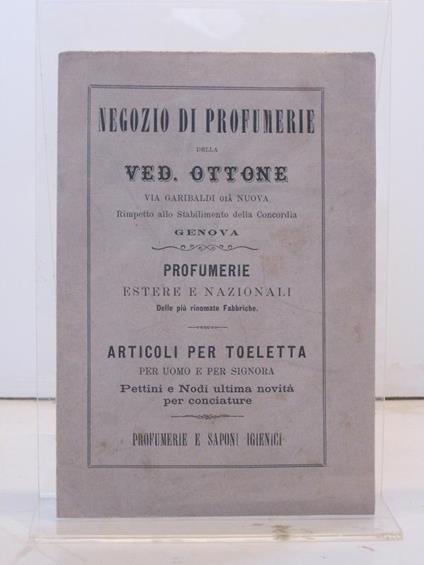 NEGOZIO DI PROFUMERIE
DELLA
VED. OTTONE
VIA GARIBALDI GIÀ NUOVA
Rimpetto allo Stabilimento della Concordia
GENOVA
PROFUMERIE
ESTERE E NAZIONALI
Delle più rinomate Fabbriche.
ARTICOLI PER TOELETTA
PER UOMO E PER SIGNORA
Pettini e Nodi ultima novità
per conciature
PROFUMERIE E SAPONI IGIENICI